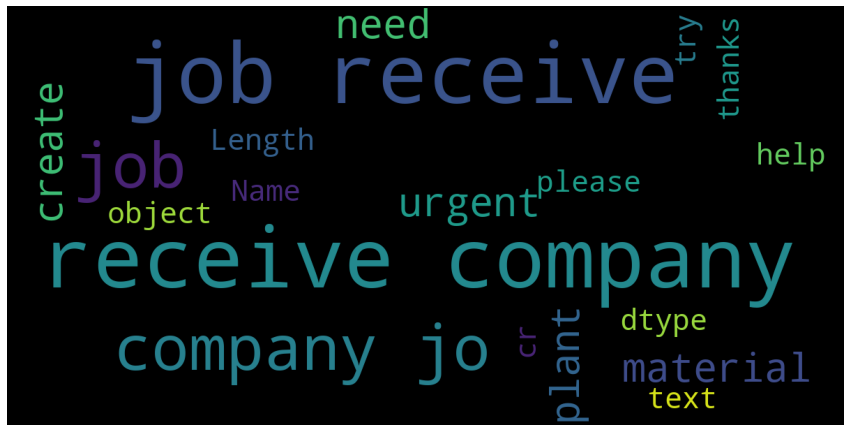 need
try
thanks
job receive
create
Length
job
help
Name
please
object
urgent
receive company
dtype
cr
plant
company jo
material
text